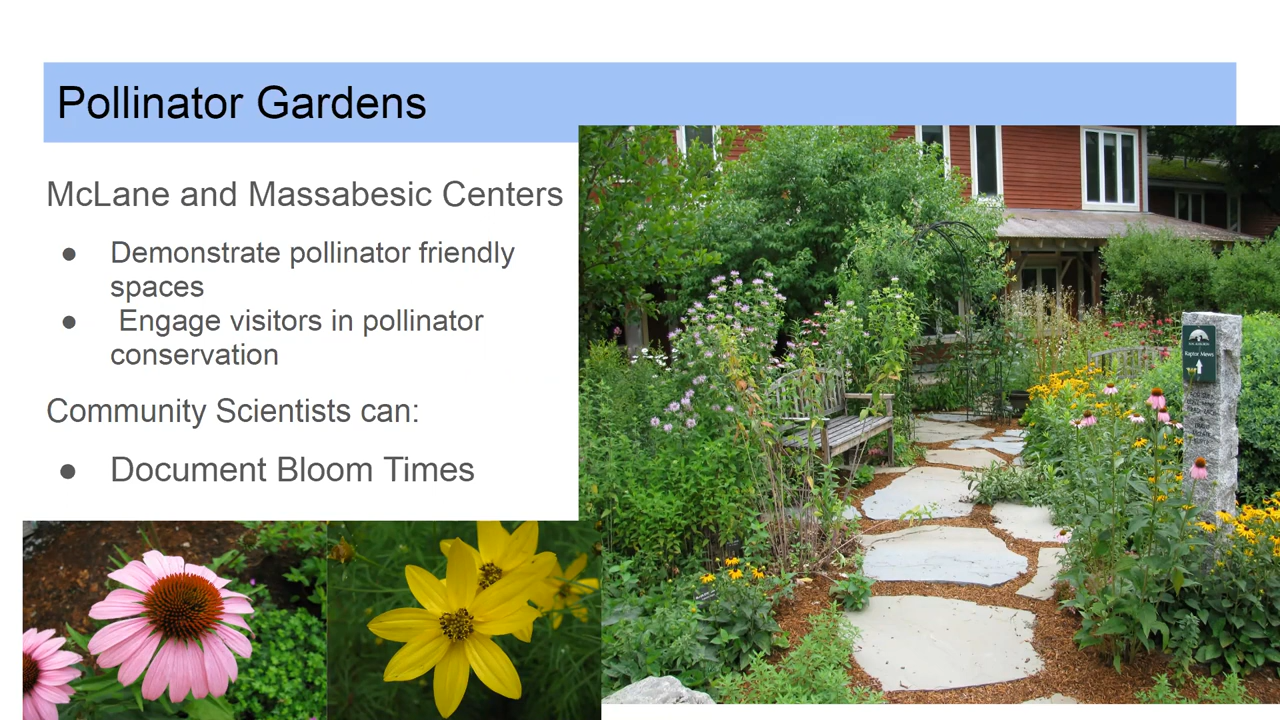 Pollinator Gardens
McLane and Massabesic Centers
● Demonstrate pollinator friendly
spaces
● Engage visitors in pollinator
conservation
Community Scientists can:
● Document Bloom Times
Raptor Mews